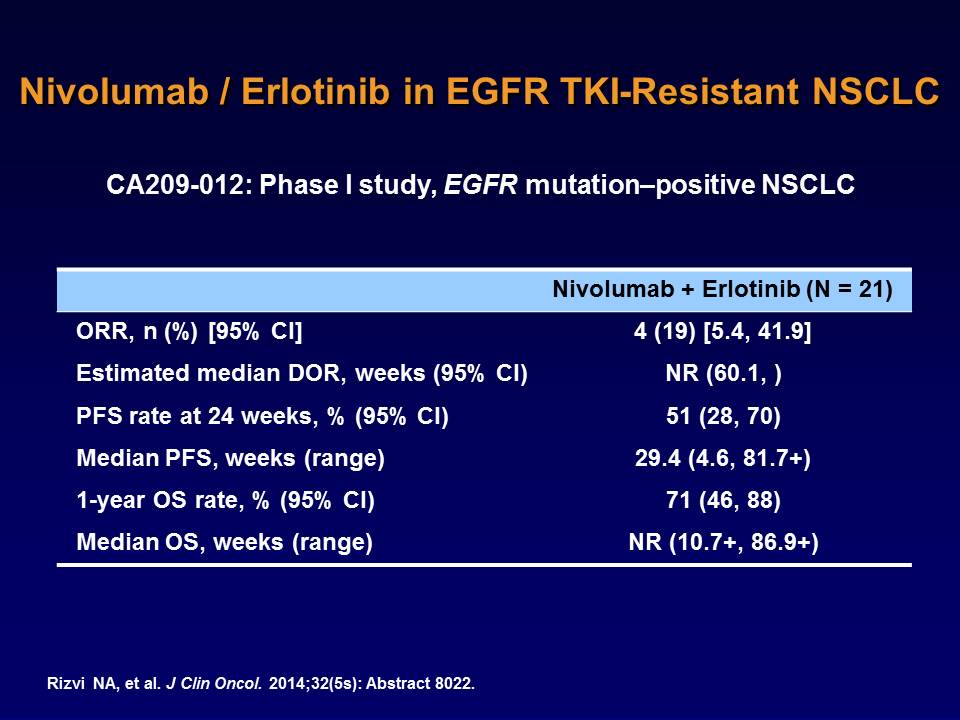 Nivolumab / Erlotinib in EGFR TKI-Resistant NSCLC
CA209-012: Phase I study, EGFR mutation–positive NSCLC
Nivolumab + Erlotinib (N = 21)
ORR, n (%) [95% CI] 4 (19) [5.4, 41.9]
Estimated median DOR, weeks (95% CI) NR (60.1, )
PFS rate at 24 weeks, % (95% CI) 51 (28, 70)
Median PFS, weeks (range) 29.4 (4.6, 81.7+)
1-year OS rate, % (95% CI) 71 (46, 88)
Median OS, weeks (range) NR (10.7+, 86.9+)
Rizvi NA, et al. J Clin Oncol. 2014;32(5s): Abstract 8022.